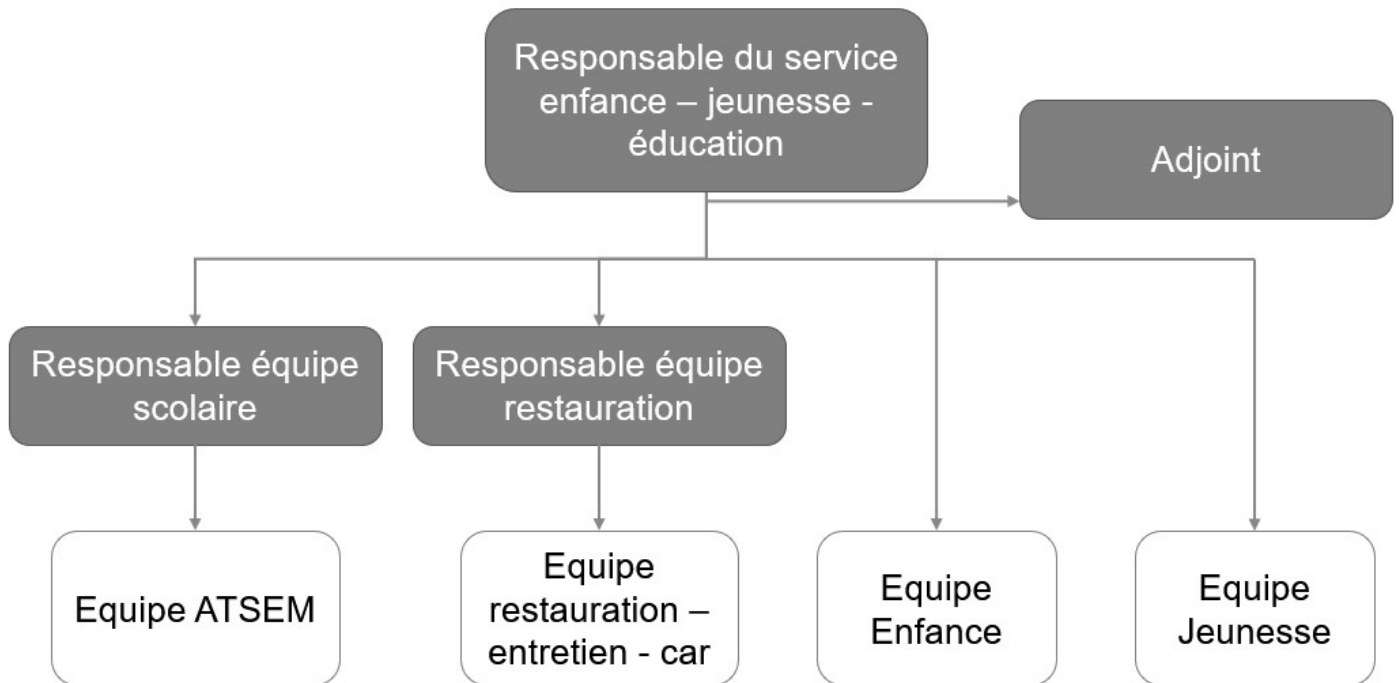 Responsable du service
enfance – jeunesse -
éducation
Adjoint
Responsable équipe
scolaire
Responsable équipe
restauration
Equipe ATSEM
Equipe
restauration –
entretien - car
Equipe
Enfance
Equipe
Jeunesse